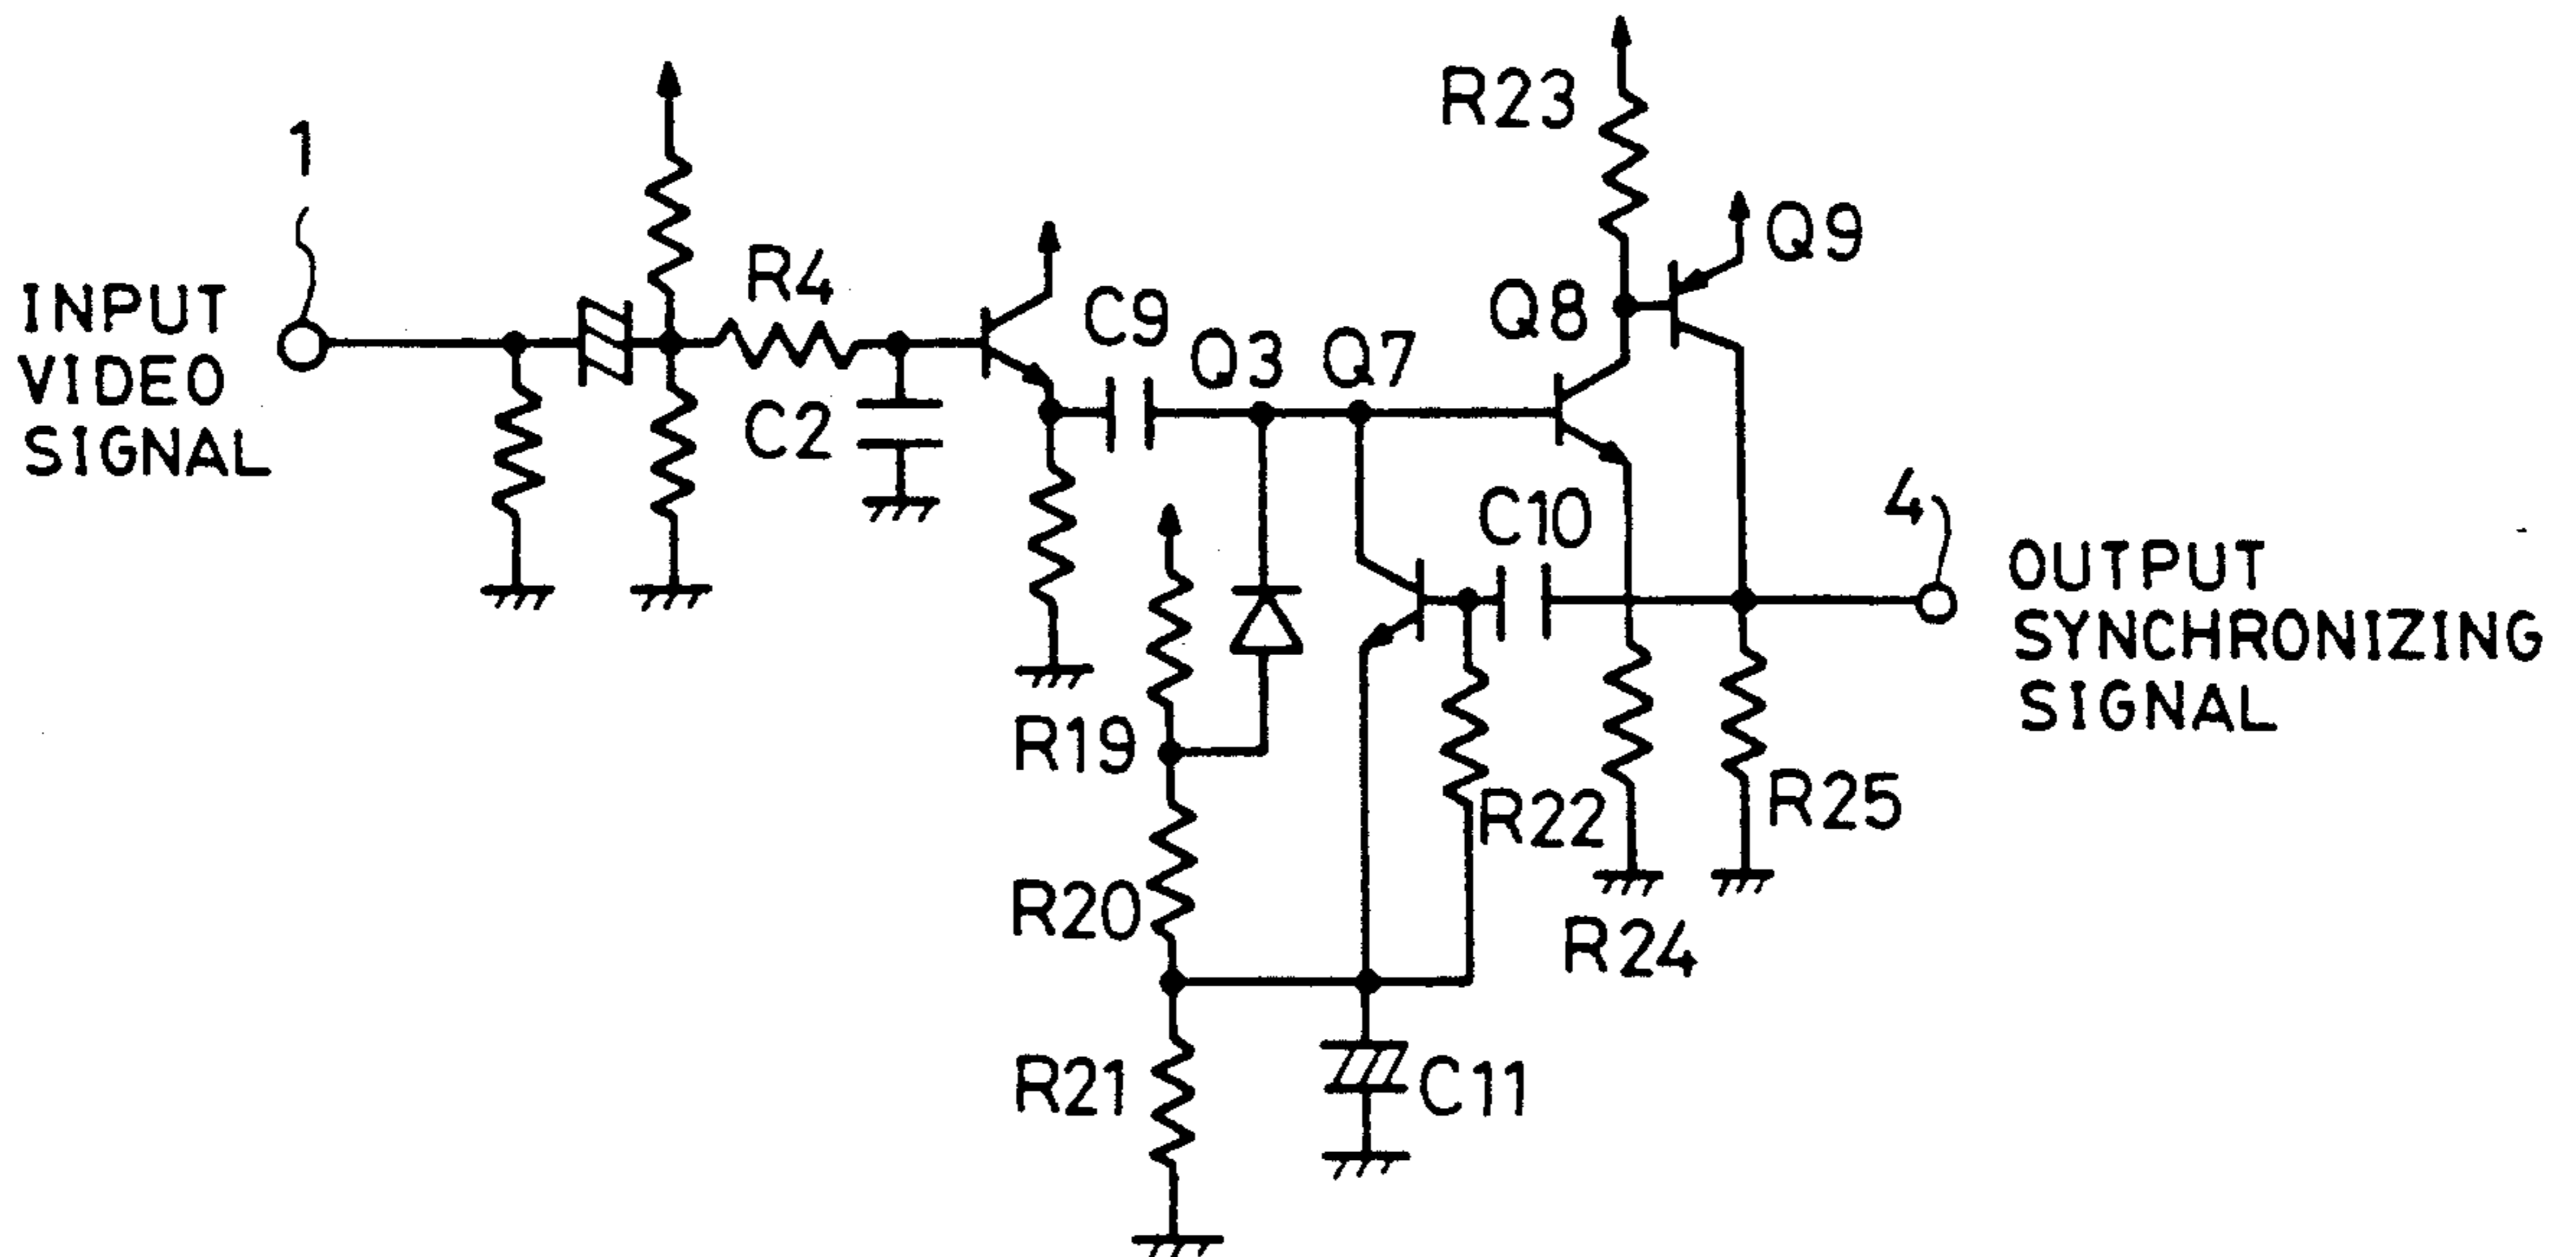 1
INPUT
VIDEO
SIGNAL
R4
C2
C9
Q3
Q7
Q8
R23
Q9
C10
4
OUTPUT
SYNCHRONIZING
SIGNAL
R19
R20
R22
R25
R24
R21
C11